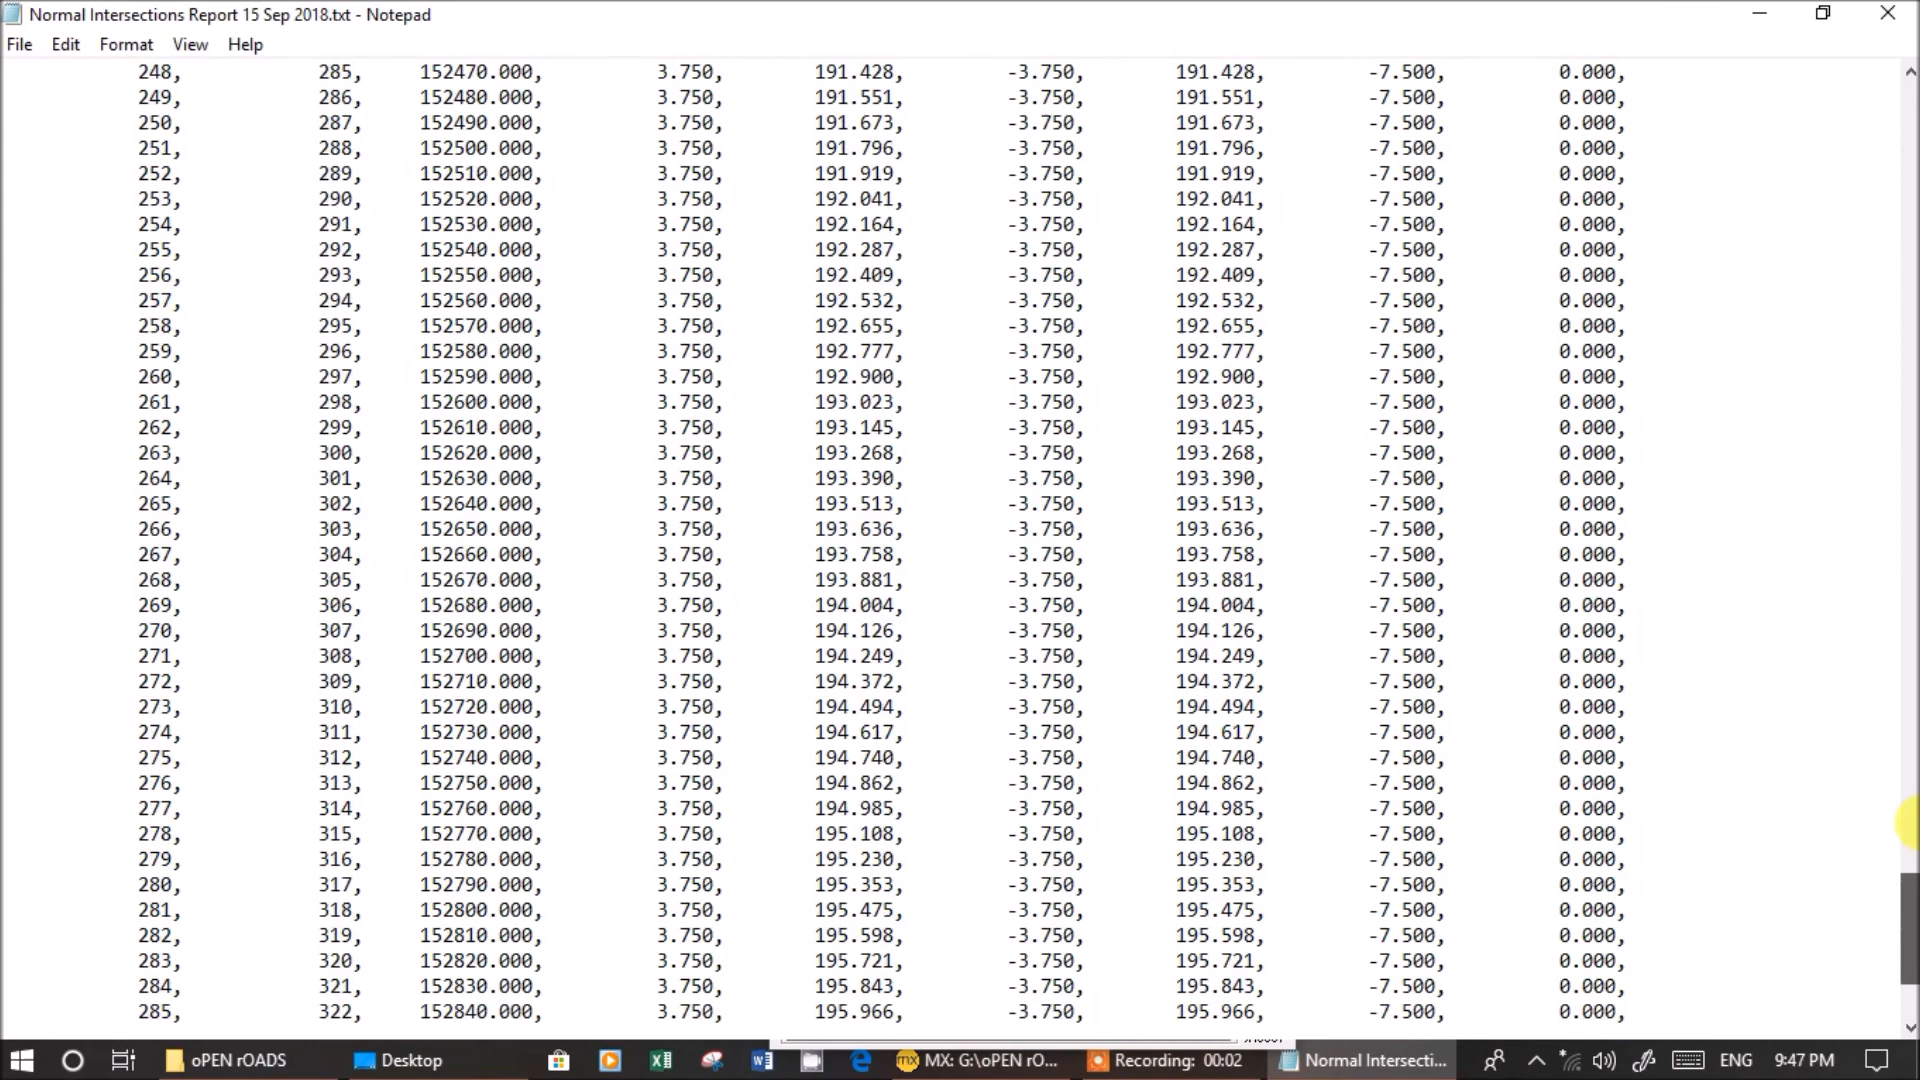 Normal Intersections Report 15 Sep 2018.txt - Notepad
File Edit Format View Help
248, 285, 152470.000, 3.750, 191.428, -3.750, 191.428, -7.500, 0.000,
249, 286, 152480.000, 3.750, 191.551, -3.750, 191.551, -7.500, 0.000,
250, 287, 152490.000, 3.750, 191.673, -3.750, 191.673, -7.500, 0.000,
251, 288, 152500.000, 3.750, 191.796, -3.750, 191.796, -7.500, 0.000,
252, 289, 152510.000, 3.750, 191.919, -3.750, 191.919, -7.500, 0.000,
253, 290, 152520.000, 3.750, 192.041, -3.750, 192.041, -7.500, 0.000,
254, 291, 152530.000, 3.750, 192.164, -3.750, 192.164, -7.500, 0.000,
255, 292, 152540.000, 3.750, 192.287, -3.750, 192.287, -7.500, 0.000,
256, 293, 152550.000, 3.750, 192.409, -3.750, 192.409, -7.500, 0.000,
257, 294, 152560.000, 3.750, 192.532, -3.750, 192.532, -7.500, 0.000,
258, 295, 152570.000, 3.750, 192.655, -3.750, 192.655, -7.500, 0.000,
259, 296, 152580.000, 3.750, 192.777, -3.750, 192.777, -7.500, 0.000,
260, 297, 152590.000, 3.750, 192.900, -3.750, 192.900, -7.500, 0.000,
261, 298, 152600.000, 3.750, 193.023, -3.750, 193.023, -7.500, 0.000,
262, 299, 152610.000, 3.750, 193.145, -3.750, 193.145, -7.500, 0.000,
263, 300, 152620.000, 3.750, 193.268, -3.750, 193.268, -7.500, 0.000,
264, 301, 152630.000, 3.750, 193.390, -3.750, 193.390, -7.500, 0.000,
265, 302, 152640.000, 3.750, 193.513, -3.750, 193.513, -7.500, 0.000,
266, 303, 152650.000, 3.750, 193.636, -3.750, 193.636, -7.500, 0.000,
267, 304, 152660.000, 3.750, 193.758, -3.750, 193.758, -7.500, 0.000,
268, 305, 152670.000, 3.750, 193.881, -3.750, 193.881, -7.500, 0.000,
269, 306, 152680.000, 3.750, 194.004, -3.750, 194.004, -7.500, 0.000,
270, 307, 152690.000, 3.750, 194.126, -3.750, 194.126, -7.500, 0.000,
271, 308, 152700.000, 3.750, 194.249, -3.750, 194.249, -7.500, 0.000,
272, 309, 152710.000, 3.750, 194.372, -3.750, 194.372, -7.500, 0.000,
273, 310, 152720.000, 3.750, 194.494, -3.750, 194.494, -7.500, 0.000,
274, 311, 152730.000, 3.750, 194.617, -3.750, 194.617, -7.500, 0.000,
275, 312, 152740.000, 3.750, 194.740, -3.750, 194.740, -7.500, 0.000,
276, 313, 152750.000, 3.750, 194.862, -3.750, 194.862, -7.500, 0.000,
277, 314, 152760.000, 3.750, 194.985, -3.750, 194.985, -7.500, 0.000,
278, 315, 152770.000, 3.750, 195.108, -3.750, 195.108, -7.500, 0.000,
279, 316, 152780.000, 3.750, 195.230, -3.750, 195.230, -7.500, 0.000,
280, 317, 152790.000, 3.750, 195.353, -3.750, 195.353, -7.500, 0.000,
281, 318, 152800.000, 3.750, 195.475, -3.750, 195.475, -7.500, 0.000,
282, 319, 152810.000, 3.750, 195.598, -3.750, 195.598, -7.500, 0.000,
283, 320, 152820.000, 3.750, 195.721, -3.750, 195.721, -7.500, 0.000,
284, 321, 152830.000, 3.750, 195.843, -3.750, 195.843, -7.500, 0.000,
285, 322, 152840.000, 3.750, 195.966, -3.750, 195.966, -7.500, 0.000,
oPEN rOADS Desktop MX: G:\oPEN rO... Recording: 00:02 Normal Intersecti... ENG 9:47 PM